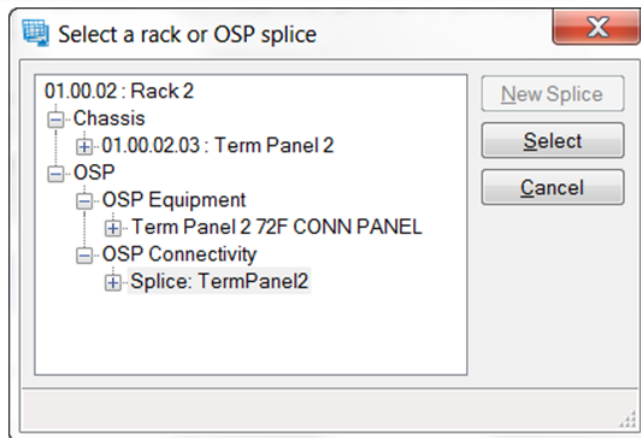 Select a rack or OSP splice
01.00.02 : Rack 2
Chassis
01.00.02.03 : Term Panel 2
OSP
OSP Equipment
Term Panel 2 72F CONN PANEL
OSP Connectivity
Splice: TermPanel2
New Splice
Select
Cancel